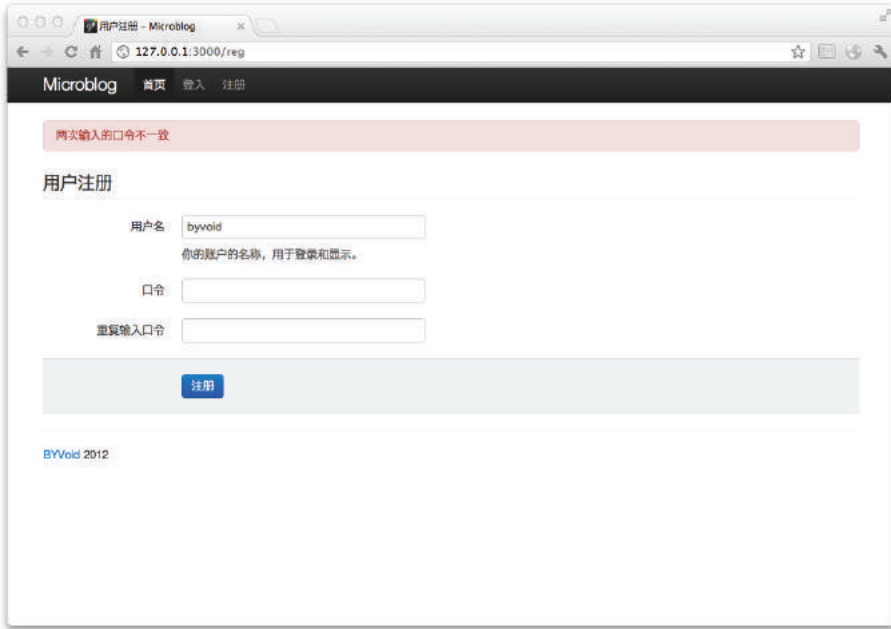 用户注册 - Microblog
127.0.0.1:3000/reg
Microblog 首页 登入 注册
两次输入的口令不一致
用户注册
用户名 byvoid
你的账户的名称，用于登录和显示。
口令
重复输入口令
注册
BYVoid 2012